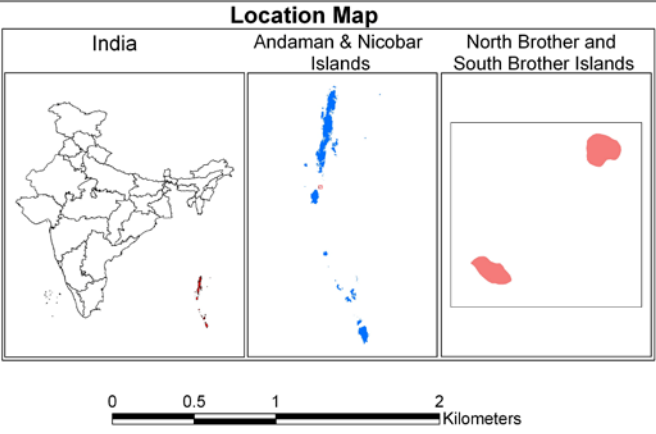 Location Map
India
Andaman & Nicobar
Islands
North Brother and
South Brother Islands
0 0.5 1 2
Kilometers